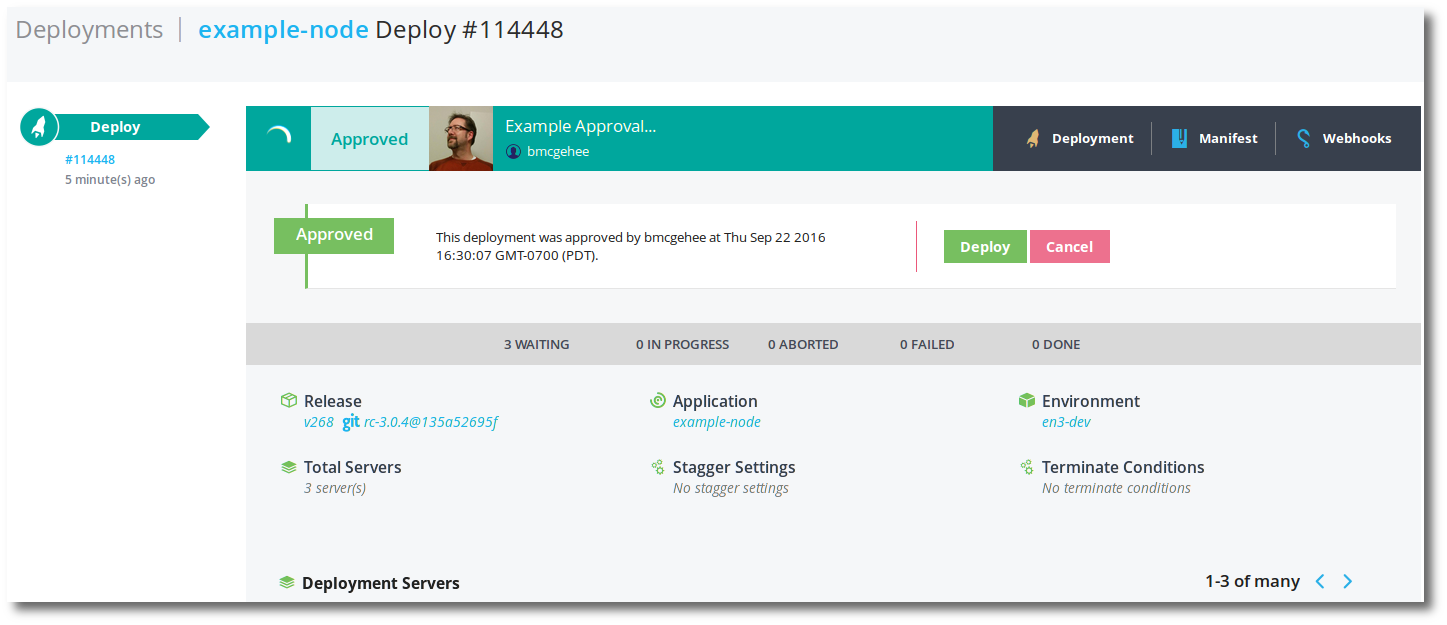 Deployments | example-node Deploy #114448
Deploy
#114448
5 minute(s) ago
Approved
Example Approval...
bmcgehee
Deployment
Manifest
Webhooks
Approved
This deployment was approved by bmcgehee at Thu Sep 22 2016
16:30:07 GMT-0700 (PDT).
Deploy
Cancel
3 WAITING
0 IN PROGRESS
0 ABORTED
0 FAILED
0 DONE
Release
v268 git rc-3.0.4@135a52695f
Application
example-node
Environment
en3-dev
Total Servers
3 server(s)
Stagger Settings
No stagger settings
Terminate Conditions
No terminate conditions
Deployment Servers
1-3 of many